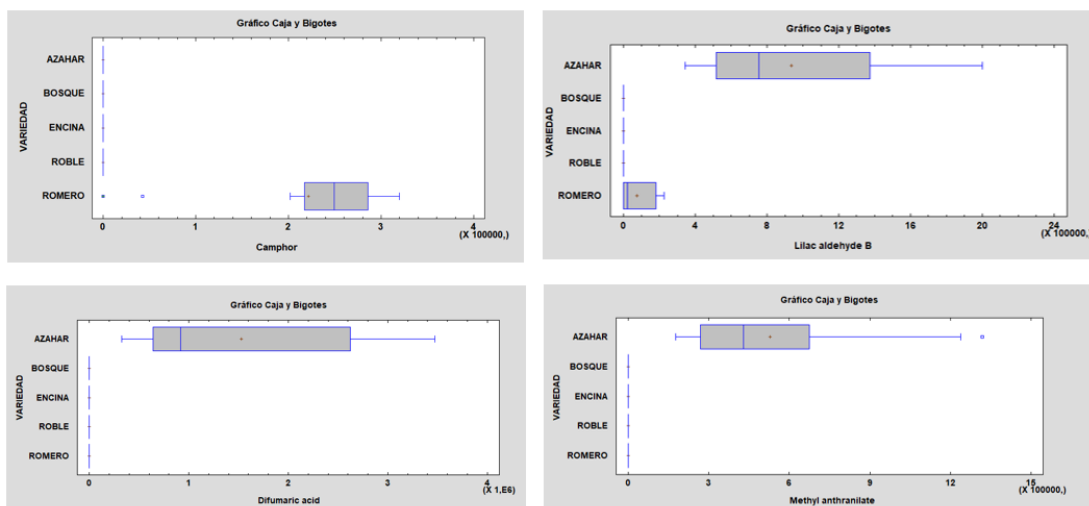 Gráfico Caja y Bigotes
AZAHAR
BOSQUE
ENCINA
ROBLE
ROMERO
VARIEDAD
0 1 2 3 4
(X 100000,)
Camphor
Gráfico Caja y Bigotes
AZAHAR
BOSQUE
ENCINA
ROBLE
ROMERO
VARIEDAD
0 4 8 12 16 20 24
(X 100000,)
Lilac aldehyde B
Gráfico Caja y Bigotes
AZAHAR
BOSQUE
ENCINA
ROBLE
ROMERO
VARIEDAD
0 1 2 3 4
(X 1,E6)
Difumaric acid
Gráfico Caja y Bigotes
AZAHAR
BOSQUE
ENCINA
ROBLE
ROMERO
VARIEDAD
0 3 6 9 12 15
(X 100000,)
Methyl anthranilate